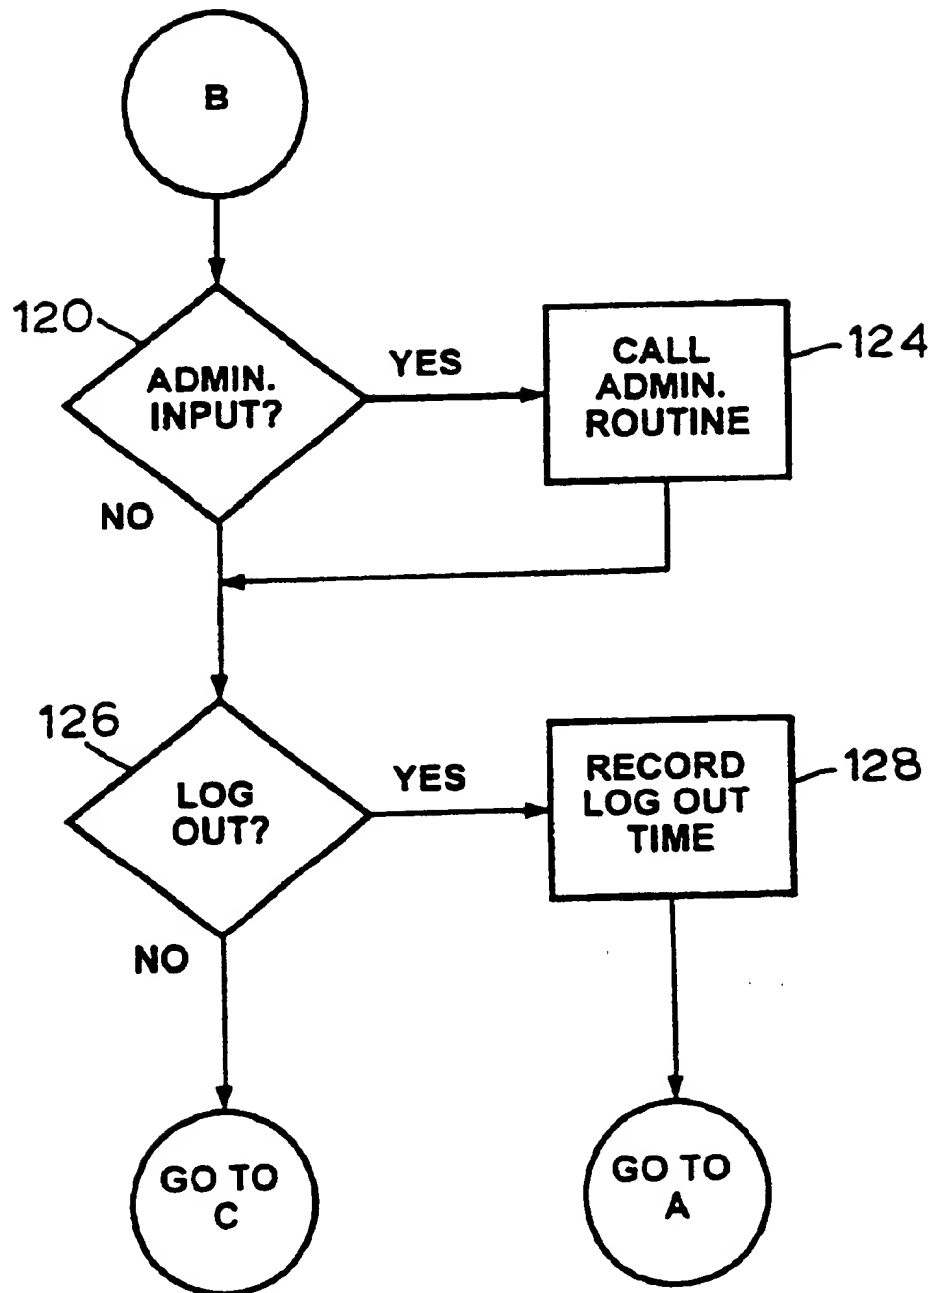 B
120
ADMIN.
INPUT?
YES
CALL
ADMIN.
ROUTINE
124
NO
126
LOG
OUT?
YES
RECORD
LOG OUT
TIME
128
NO
GO TO
C
GO TO
A